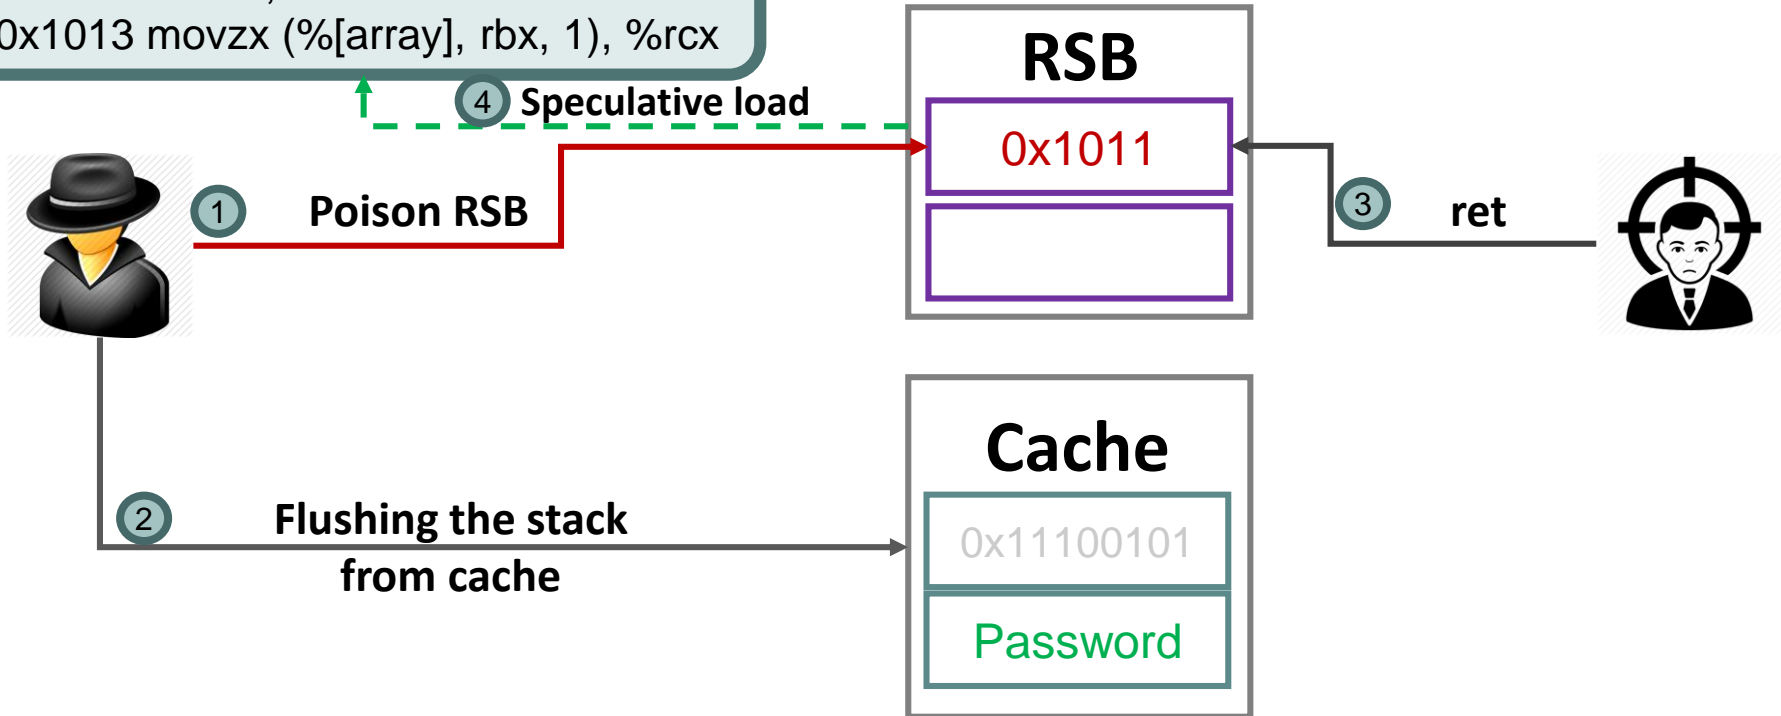 0x1013 movzx (%[array], rbx, 1), %rcx
RSB
4 Speculative load
0x1011
1 Poison RSB
3 ret
Cache
2 Flushing the stack
from cache
0x11100101
Password